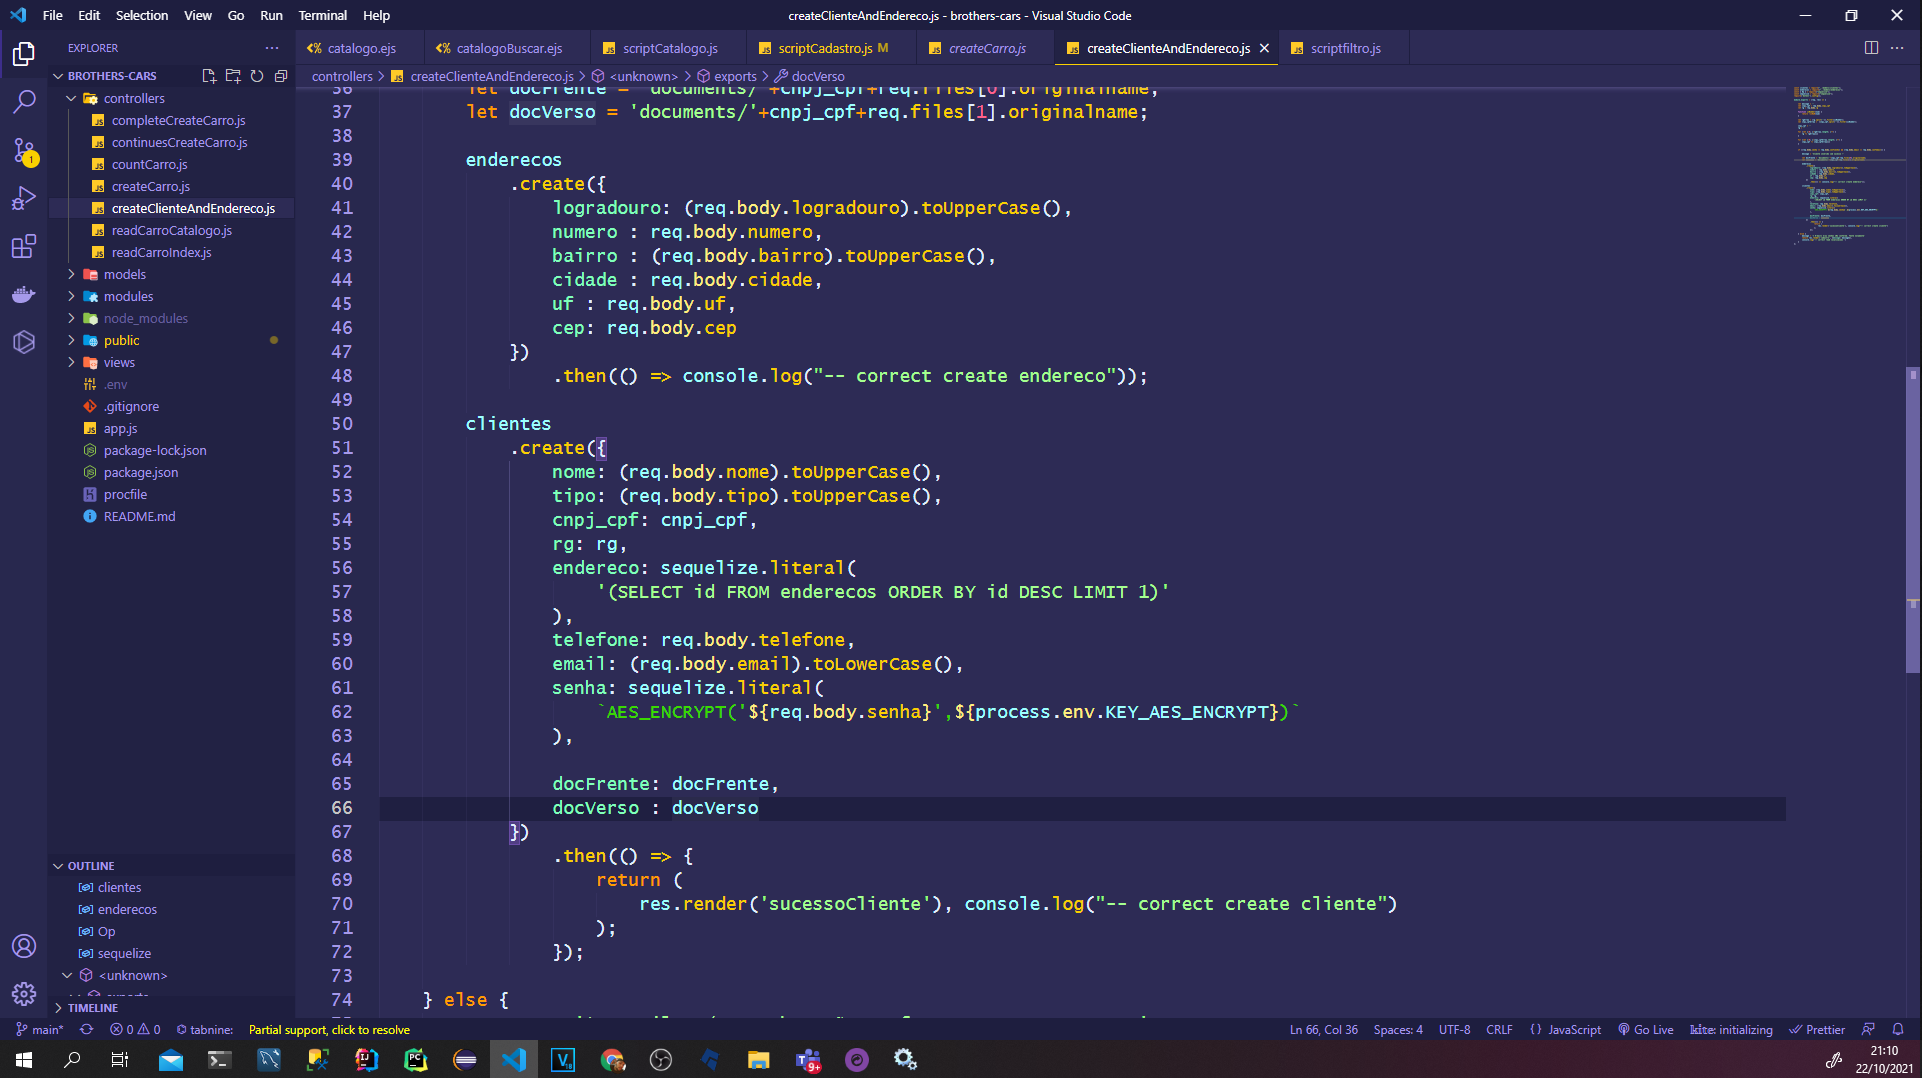 File Edit Selection View Go Run Terminal Help
createClienteAndEndereco.js - brothers-cars - Visual Studio Code
EXPLORER
catalogo.ejs
catalogoBuscar.ejs
scriptCatalogo.js
scriptCadastro.js M
createCarro.js
createClienteAndEndereco.js
scriptfiltro.js
controllers > createClienteAndEndereco.js > <unknown> > exports > docVerso
BROTHERS-CARS
controllers
completeCreateCarro.js
continuesCreateCarro.js
countCarro.js
createCarro.js
createClienteAndEndereco.js
readCarroCatalogo.js
readCarroIndex.js
models
modules
node_modules
public
views
.env
.gitignore
app.js
package-lock.json
package.json
procfile
README.md
OUTLINE
clientes
enderecos
Op
sequelize
<unknown>
exports
TIMELINE
1
36 let docFrente = 'documents/'+cnpj_cpf+req.files[0].originalname;
37 let docVerso = 'documents/'+cnpj_cpf+req.files[1].originalname;
38
39 enderecos
40 .create({
41 logradouro: (req.body.logradouro).toUpperCase(),
42 numero : req.body.numero,
43 bairro : (req.body.bairro).toUpperCase(),
44 cidade : req.body.cidade,
45 uf : req.body.uf,
46 cep: req.body.cep
47 })
48 .then(() => console.log("-- correct create endereco"));
49
50 clientes
51 .create({
52 nome: (req.body.nome).toUpperCase(),
53 tipo: (req.body.tipo).toUpperCase(),
54 cnpj_cpf: cnpj_cpf,
55 rg: rg,
56 endereco: sequelize.literal(
57 '(SELECT id FROM enderecos ORDER BY id DESC LIMIT 1)'
58 ),
59 telefone: req.body.telefone,
60 email: (req.body.email).toLowerCase(),
61 senha: sequelize.literal(
62 `AES_ENCRYPT('${req.body.senha}',${process.env.KEY_AES_ENCRYPT})`
63 ),
64
65 docFrente: docFrente,
66 docVerso : docVerso
67 })
68 .then(() => {
69 return (
70 res.render('sucessoCliente'), console.log("-- correct create cliente")
71 );
72 });
73
74 } else {
main* 0 0 tabnine: Partial support, click to resolve
Ln 66, Col 36 Spaces: 4 UTF-8 CRLF {} JavaScript Go Live kite: initializing Prettier
9+
21:10
22/10/2021